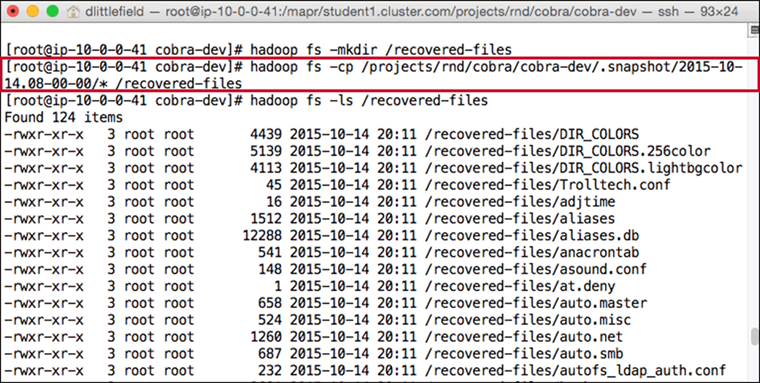 dlittlefield — root@ip-10-0-0-41:/mapr/student1.cluster.com/projects/rnd/cobra/cobra-dev — ssh — 93×24
[root@ip-10-0-0-41 cobra-dev]# hadoop fs -mkdir /recovered-files
[root@ip-10-0-0-41 cobra-dev]# hadoop fs -cp /projects/rnd/cobra/cobra-dev/.snapshot/2015-10-
14.08-00-00/* /recovered-files
[root@ip-10-0-0-41 cobra-dev]# hadoop fs -ls /recovered-files
Found 124 items
-rwxr-xr-x   3 root root       4439 2015-10-14 20:11 /recovered-files/DIR_COLORS
-rwxr-xr-x   3 root root       5139 2015-10-14 20:11 /recovered-files/DIR_COLORS.256color
-rwxr-xr-x   3 root root       4113 2015-10-14 20:11 /recovered-files/DIR_COLORS.lightbgcolor
-rwxr-xr-x   3 root root         45 2015-10-14 20:11 /recovered-files/Trolltech.conf
-rwxr-xr-x   3 root root         16 2015-10-14 20:11 /recovered-files/adjtime
-rwxr-xr-x   3 root root       1512 2015-10-14 20:11 /recovered-files/aliases
-rwxr-xr-x   3 root root      12288 2015-10-14 20:11 /recovered-files/aliases.db
-rwxr-xr-x   3 root root        541 2015-10-14 20:11 /recovered-files/anacrontab
-rwxr-xr-x   3 root root        148 2015-10-14 20:11 /recovered-files/asound.conf
-rwxr-xr-x   3 root root          1 2015-10-14 20:11 /recovered-files/at.deny
-rwxr-xr-x   3 root root        658 2015-10-14 20:11 /recovered-files/auto.master
-rwxr-xr-x   3 root root        524 2015-10-14 20:11 /recovered-files/auto.misc
-rwxr-xr-x   3 root root       1260 2015-10-14 20:11 /recovered-files/auto.net
-rwxr-xr-x   3 root root        687 2015-10-14 20:11 /recovered-files/auto.smb
-rwxr-xr-x   3 root root        232 2015-10-14 20:11 /recovered-files/autofs_ldap_auth.conf